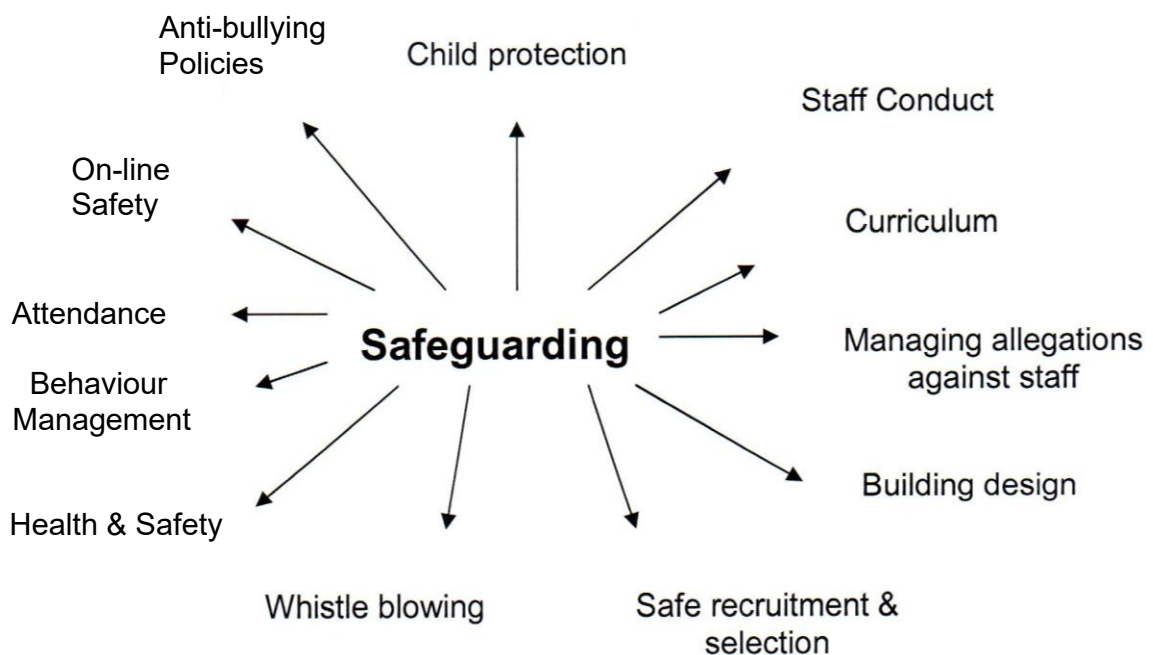 Anti-bullying
Policies
Child protection
Staff Conduct
On-line
Safety
Curriculum
Attendance
Safeguarding
Managing allegations
against staff
Behaviour
Management
Building design
Health & Safety
Whistle blowing
Safe recruitment &
selection